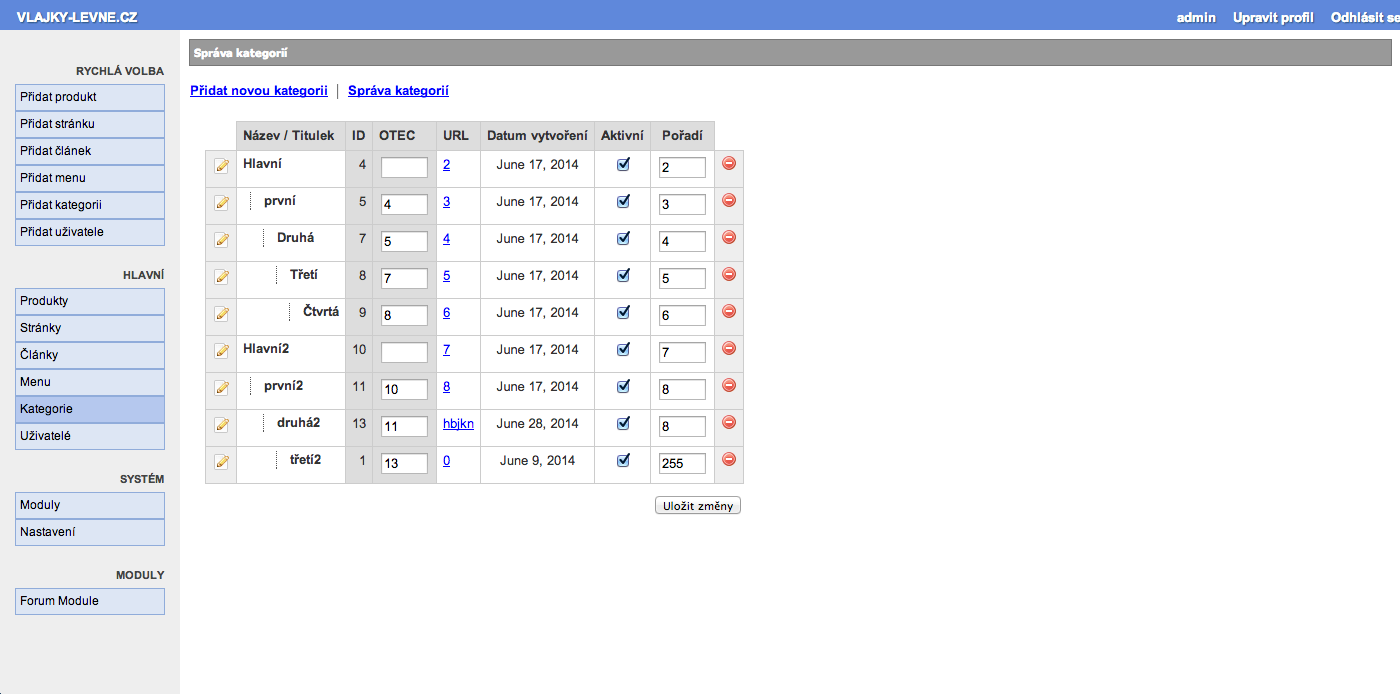 VLAJKY-LEVNE.CZ admin Upravit profil Odhlásit se
Správa kategorií
Přidat novou kategorii | Správa kategorií
RYCHLÁ VOLBA
Přidat produkt
Přidat stránku
Přidat článek
Přidat menu
Přidat kategorii
Přidat uživatele
HLAVNÍ
Produkty
Stránky
Články
Menu
Kategorie
Uživatelé
SYSTÉM
Moduly
Nastavení
MODULY
Forum Module
Název / Titulek ID OTEC URL Datum vytvoření Aktivní Pořadí
Hlavní 4 2 June 17, 2014 2
první 5 4 3 June 17, 2014 3
Druhá 7 5 4 June 17, 2014 4
Třetí 8 7 5 June 17, 2014 5
Čtvrtá 9 8 6 June 17, 2014 6
Hlavní2 10 7 June 17, 2014 7
první2 11 10 8 June 17, 2014 8
druhá2 13 11 hbjkn June 28, 2014 8
třetí2 1 13 0 June 9, 2014 255
Uložit změny